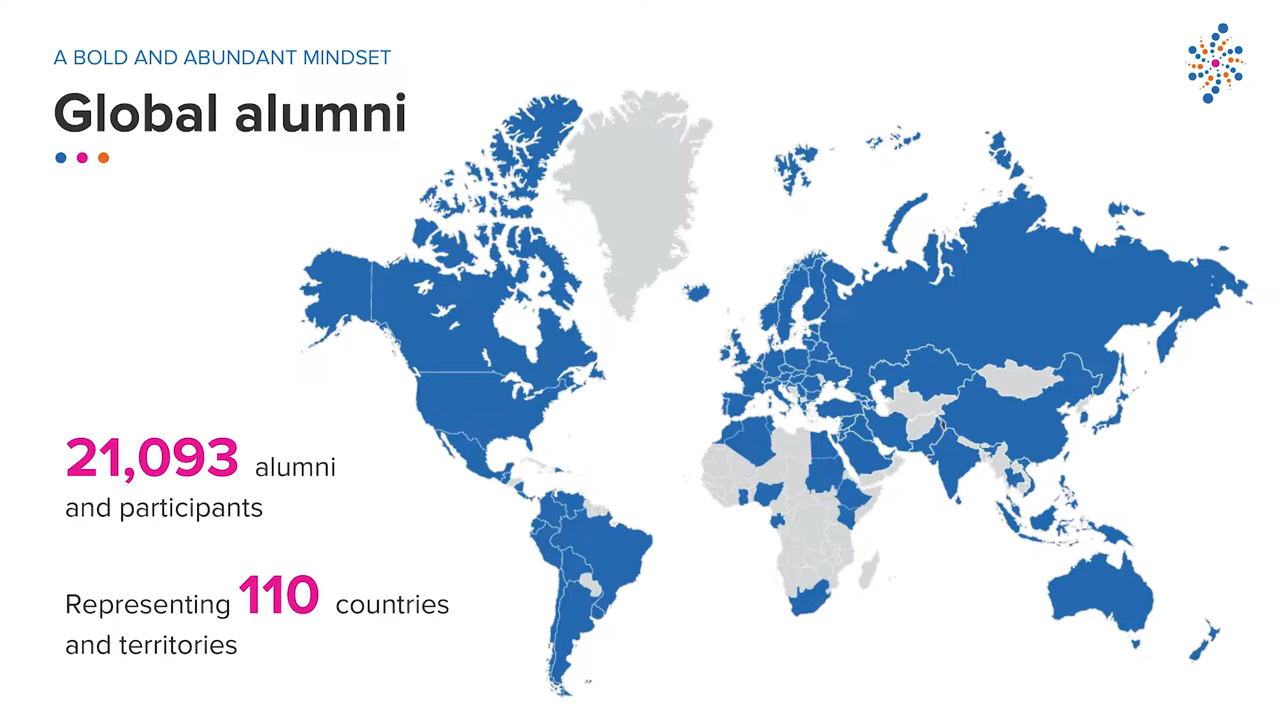 A BOLD AND ABUNDANT MINDSET
Global alumni
21,093 alumni
and participants
Representing 110 countries
and territories